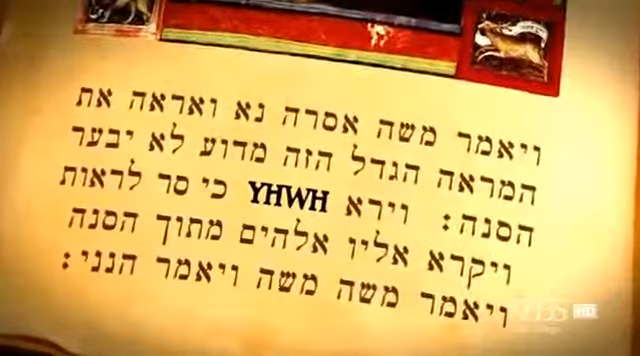 ויאמר משה אסרה נא ואראה את
המראה הגדל הזה מדוע לא יבער
הסנה: וירא YHWH כי סר לראות
ויקרא אליו אלהים מתוך הסנה
ויאמר משה משה ויאמר הנני:
HD